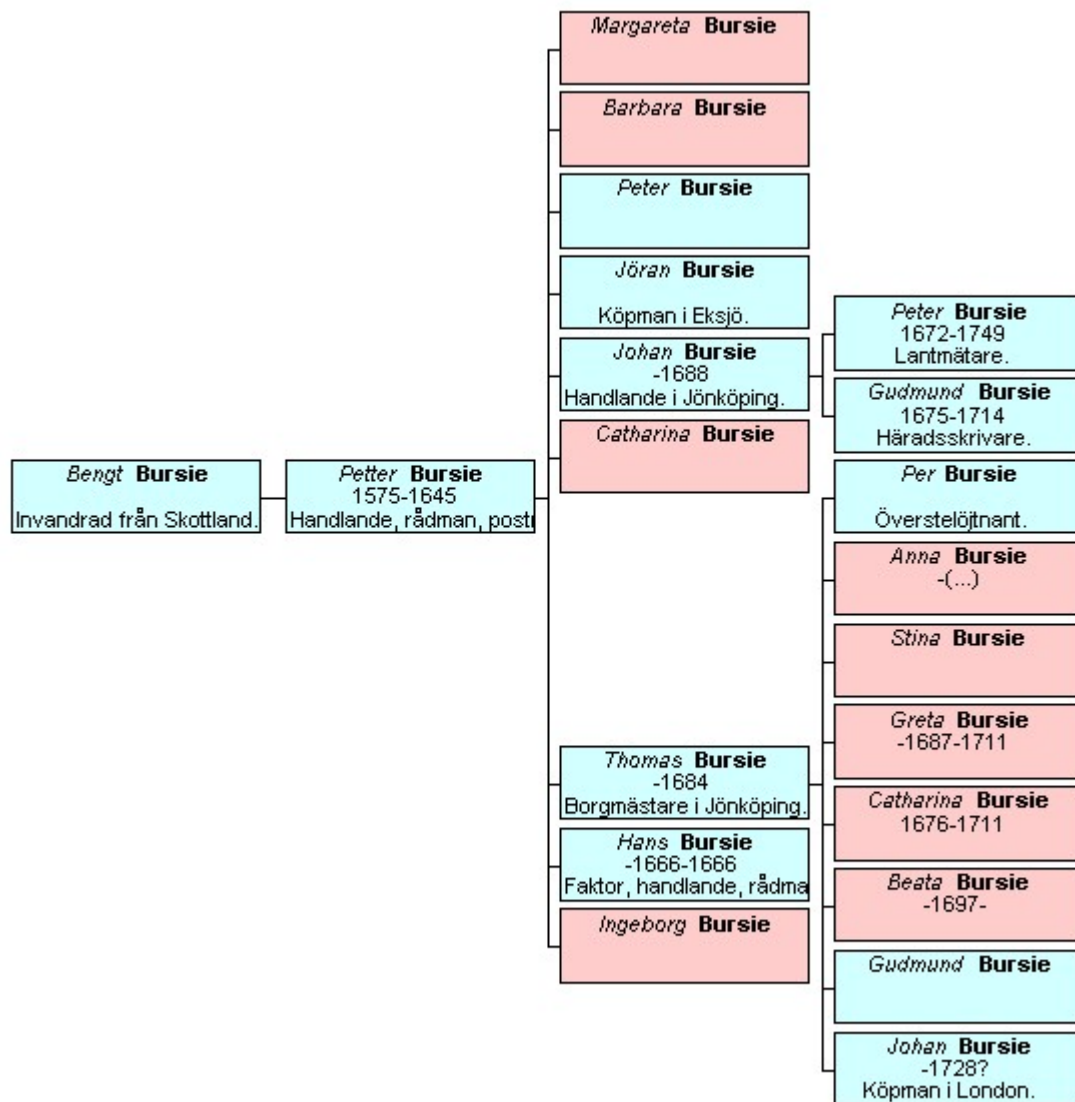 Margareta Bursie
Barbara Bursie
Peter Bursie
Jöran Bursie
Köpman i Eksjö.
Johan Bursie
-1688
Handlande i Jönköping.
Catharina Bursie
Bengt Bursie
Invandrad från Skottland.
Petter Bursie
1575-1645
Handlande, rådman, post
Thomas Bursie
-1684
Borgmästare i Jönköping.
Hans Bursie
-1666-1666
Faktor, handlande, rådma
Ingeborg Bursie
Peter Bursie
1672-1749
Lantmätare.
Gudmund Bursie
1675-1714
Häradsskrivare.
Per Bursie
Överstelöjtnant.
Anna Bursie
-(...)
Stina Bursie
Greta Bursie
-1687-1711
Catharina Bursie
1676-1711
Beata Bursie
-1697-
Gudmund Bursie
Johan Bursie
-1728?
Köpman i London.